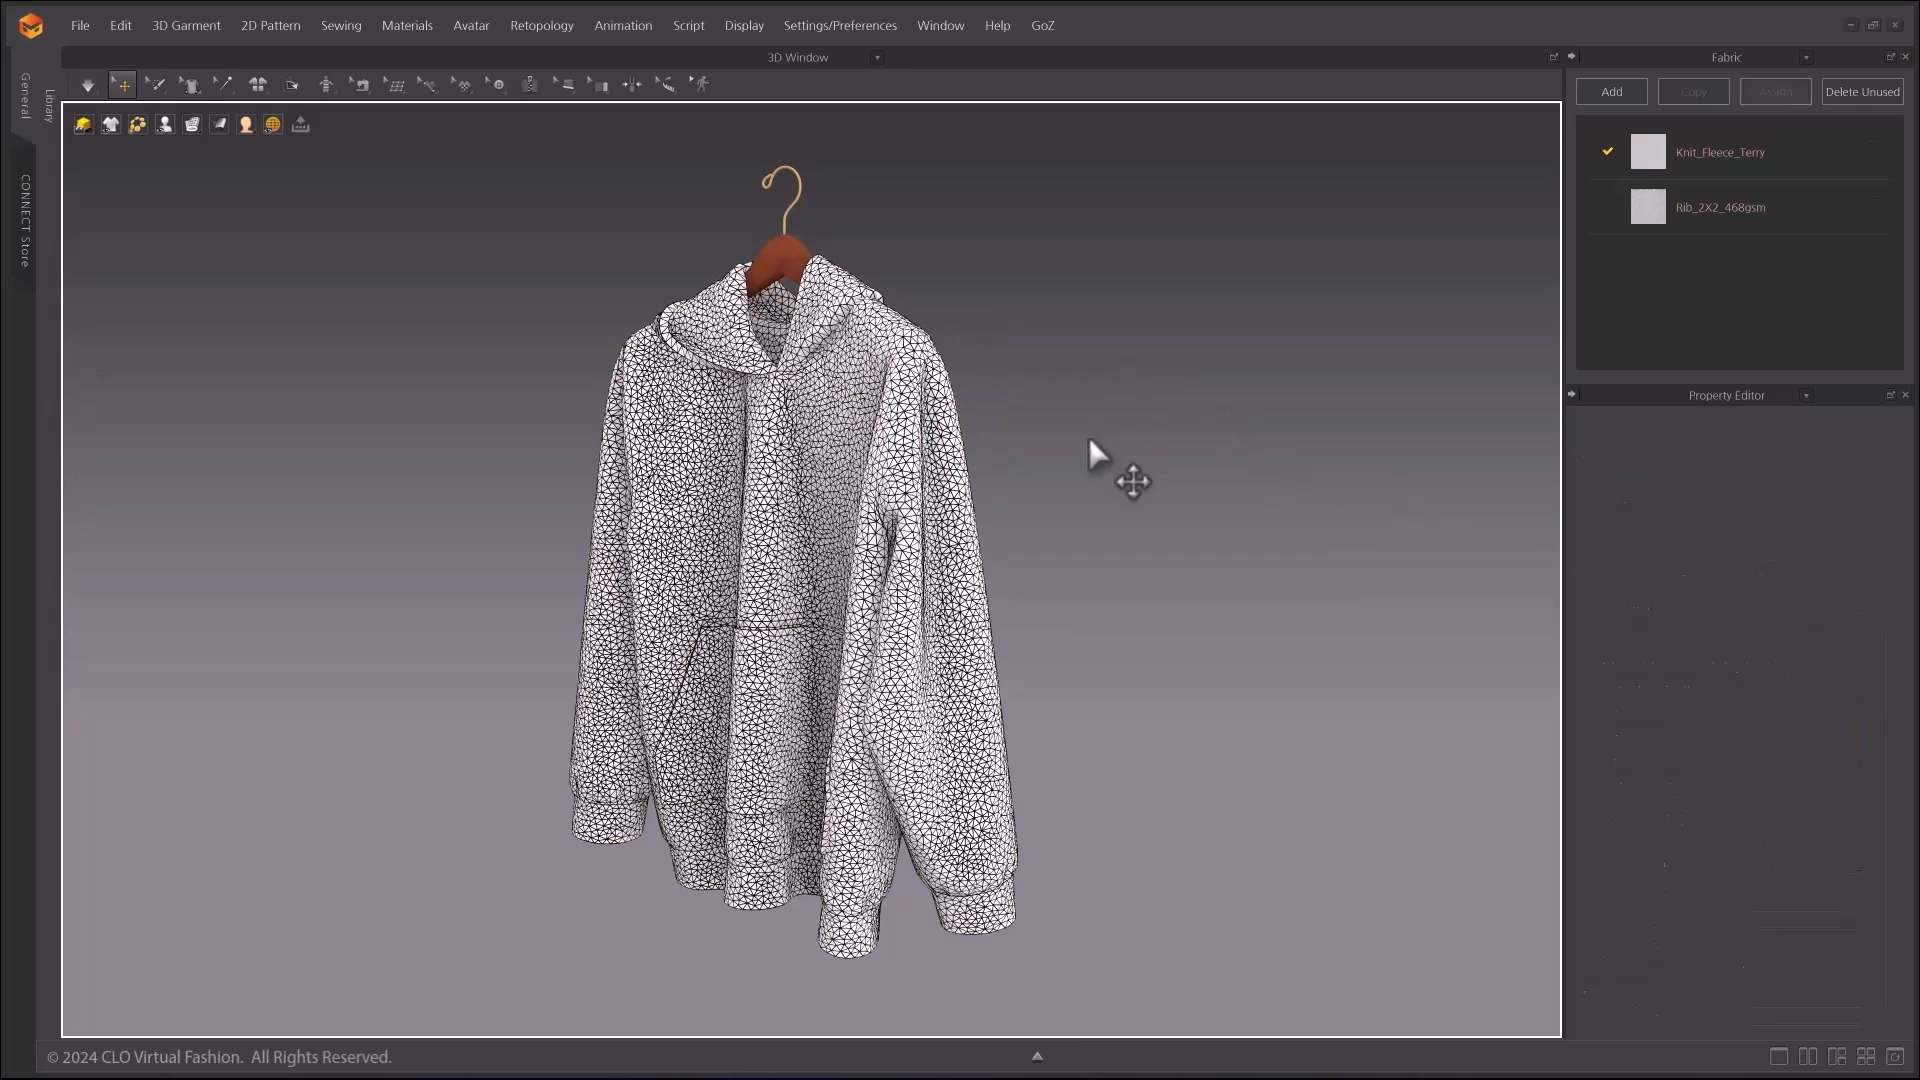 File Edit 3D Garment 2D Pattern Sewing Materials Avatar Retopology Animation Script Display Settings/Preferences Window Help GoZ
3D Window
Fabric
General
Library
CONNECT Store
Add Copy Assign Delete Unused
Knit_Fleece_Terry
Rib_2X2_468gsm
Property Editor
© 2024 CLO Virtual Fashion. All Rights Reserved.